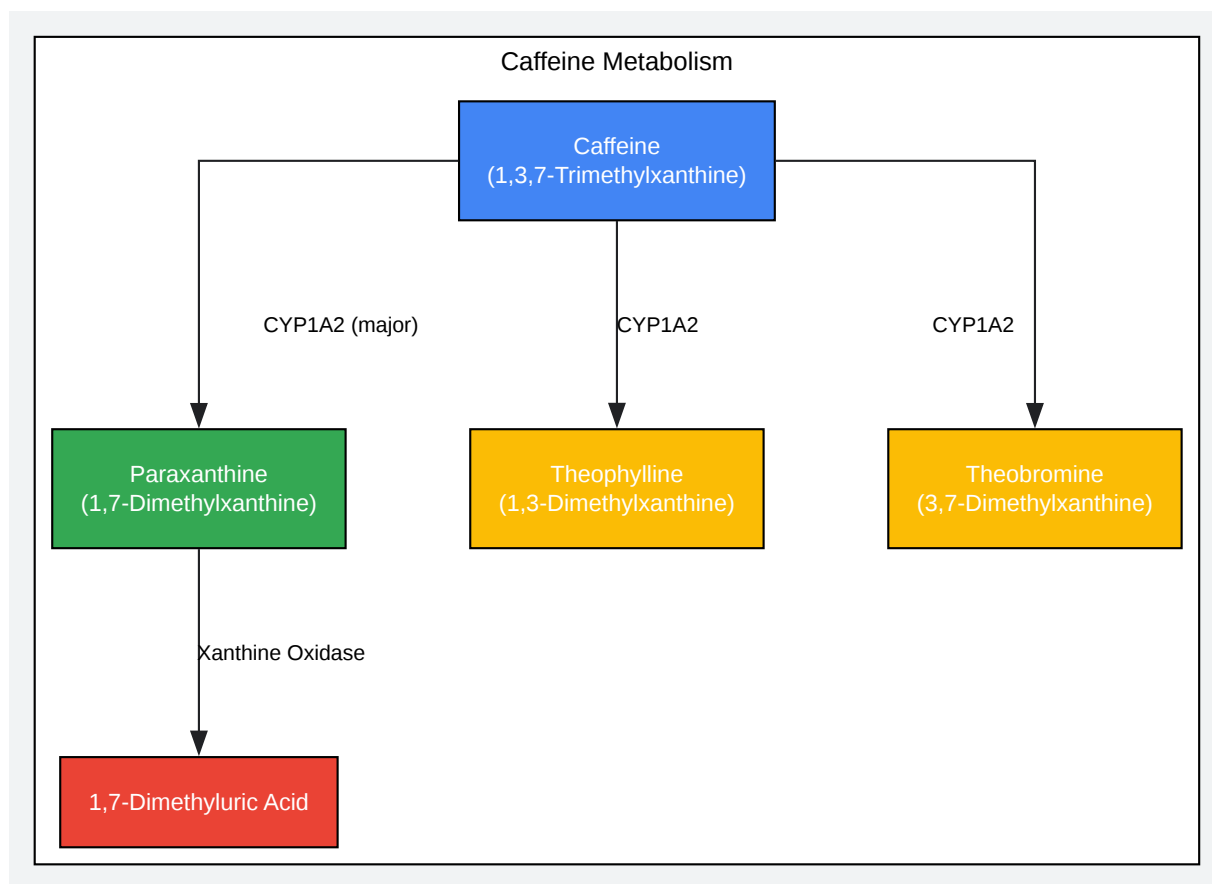 Caffeine Metabolism
Caffeine
(1,3,7-Trimethylxanthine)
CYP1A2 (major)
CYP1A2
CYP1A2
Paraxanthine
(1,7-Dimethylxanthine)
Theophylline
(1,3-Dimethylxanthine)
Theobromine
(3,7-Dimethylxanthine)
Xanthine Oxidase
1,7-Dimethyluric Acid